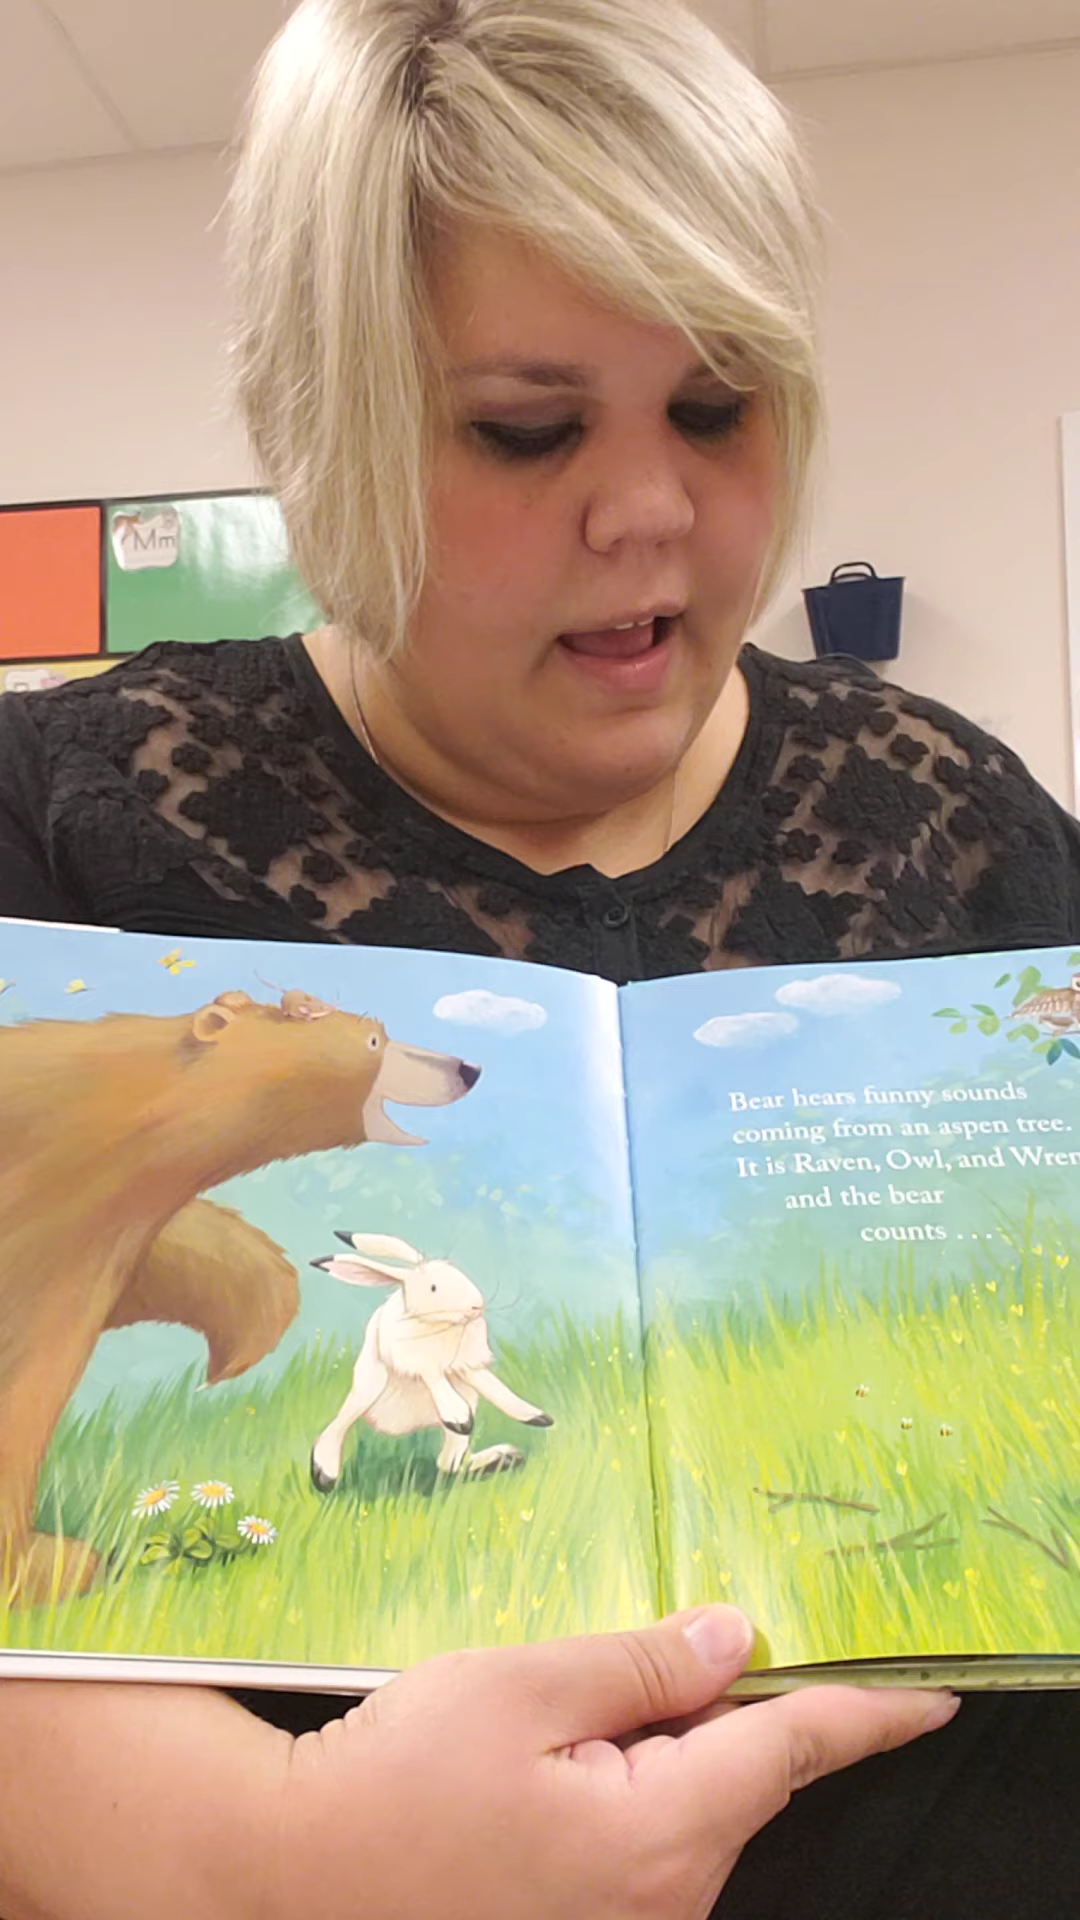 Mm
Bear hears funny sounds
coming from an aspen tree.
It is Raven, Owl, and Wren
and the bear
counts . . .